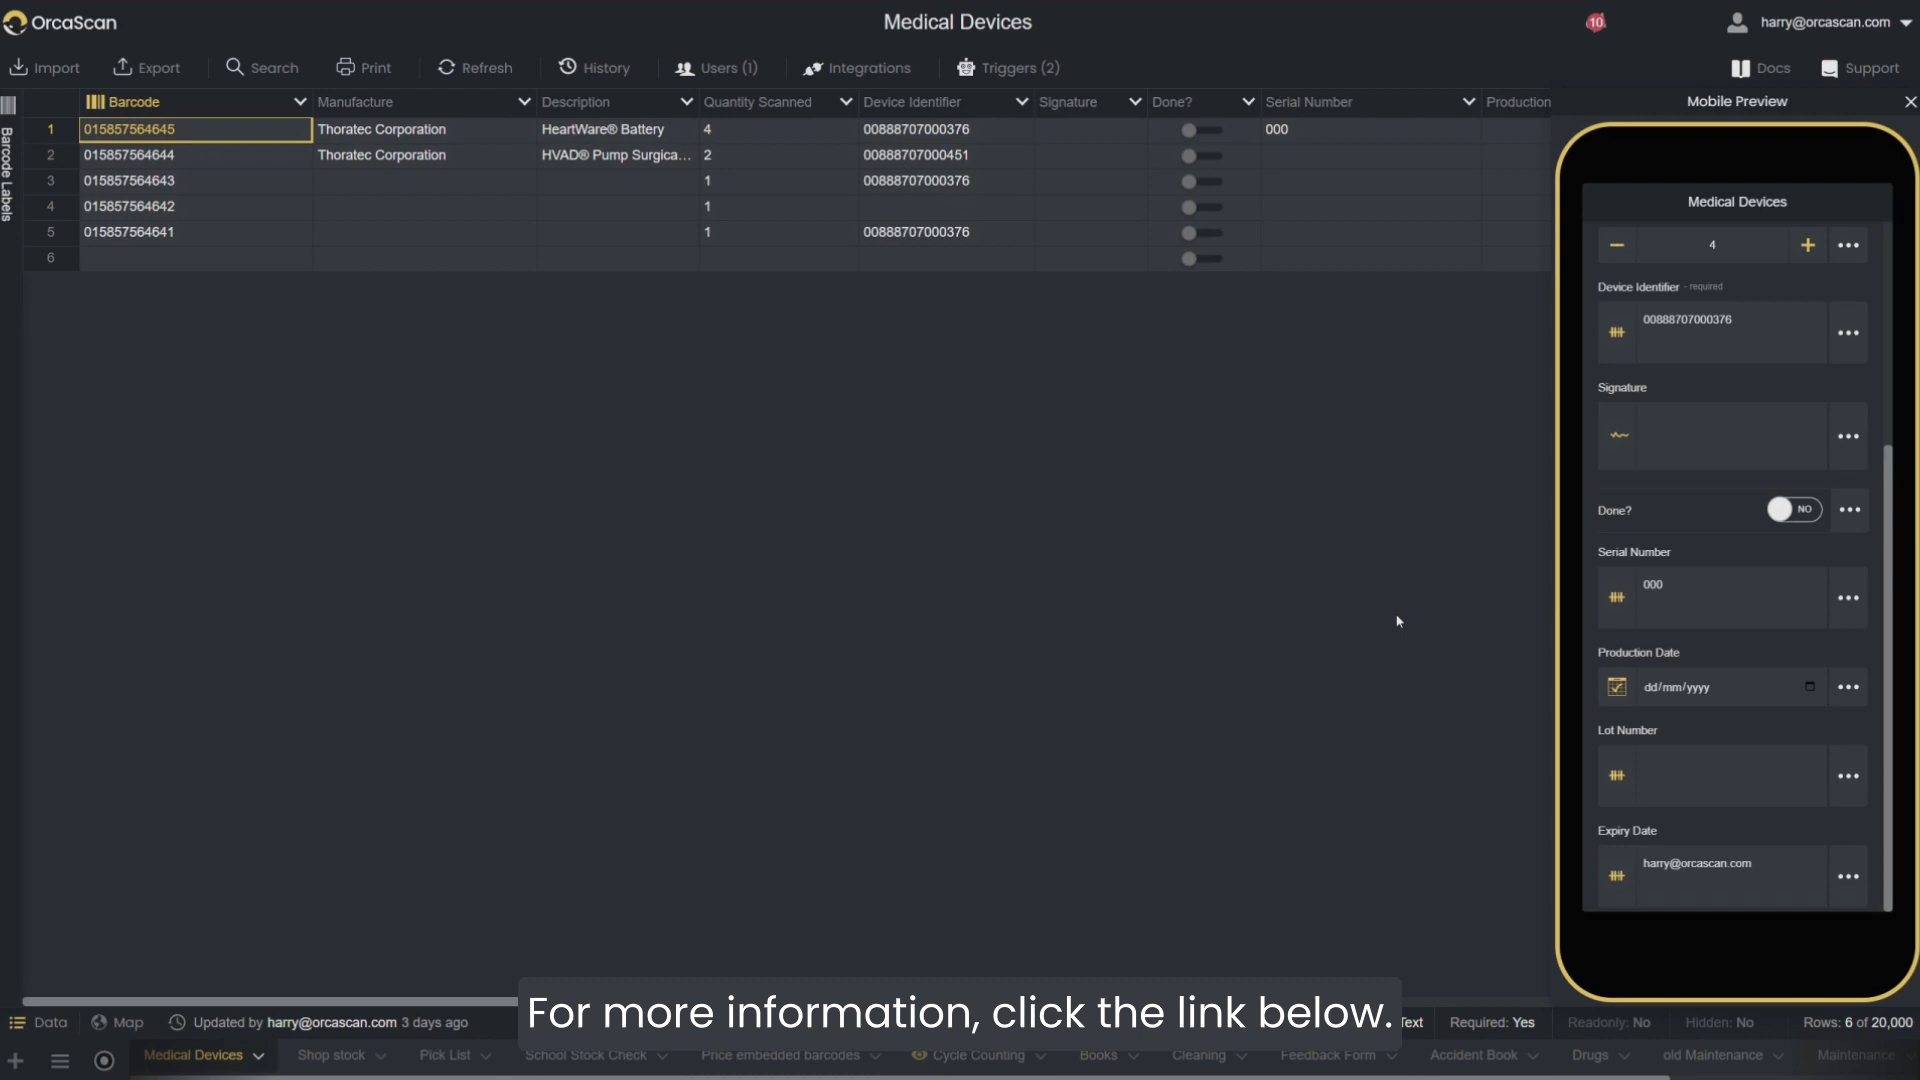 OrcaScan
Medical Devices
10
harry@orcascan.com
Import
Export
Search
Print
Refresh
History
Users (1)
Integrations
Triggers (2)
Docs
Support
Barcode Labels
Barcode Manufacture Description Quantity Scanned Device Identifier Signature Done? Serial Number Production
1 015857564645 Thoratec Corporation HeartWare® Battery 4 00888707000376 000
2 015857564644 Thoratec Corporation HVAD® Pump Surgica... 2 00888707000451
3 015857564643 1 00888707000376
4 015857564642 1
5 015857564641 1 00888707000376
6
Mobile Preview
Medical Devices
4
Device Identifier - required
00888707000376
Signature
Done?
NO
Serial Number
000
Production Date
dd/mm/yyyy
Lot Number
Expiry Date
harry@orcascan.com
For more information, click the link below.
Data
Map
Updated by harry@orcascan.com 3 days ago
Text
Required: Yes
Readonly: No
Hidden: No
Rows: 6 of 20,000
Medical Devices
Shop stock
Pick List
School Stock Check
Price embedded barcodes
Cycle Counting
Books
Cleaning
Feedback Form
Accident Book
Drugs
old Maintenance
Maintenance